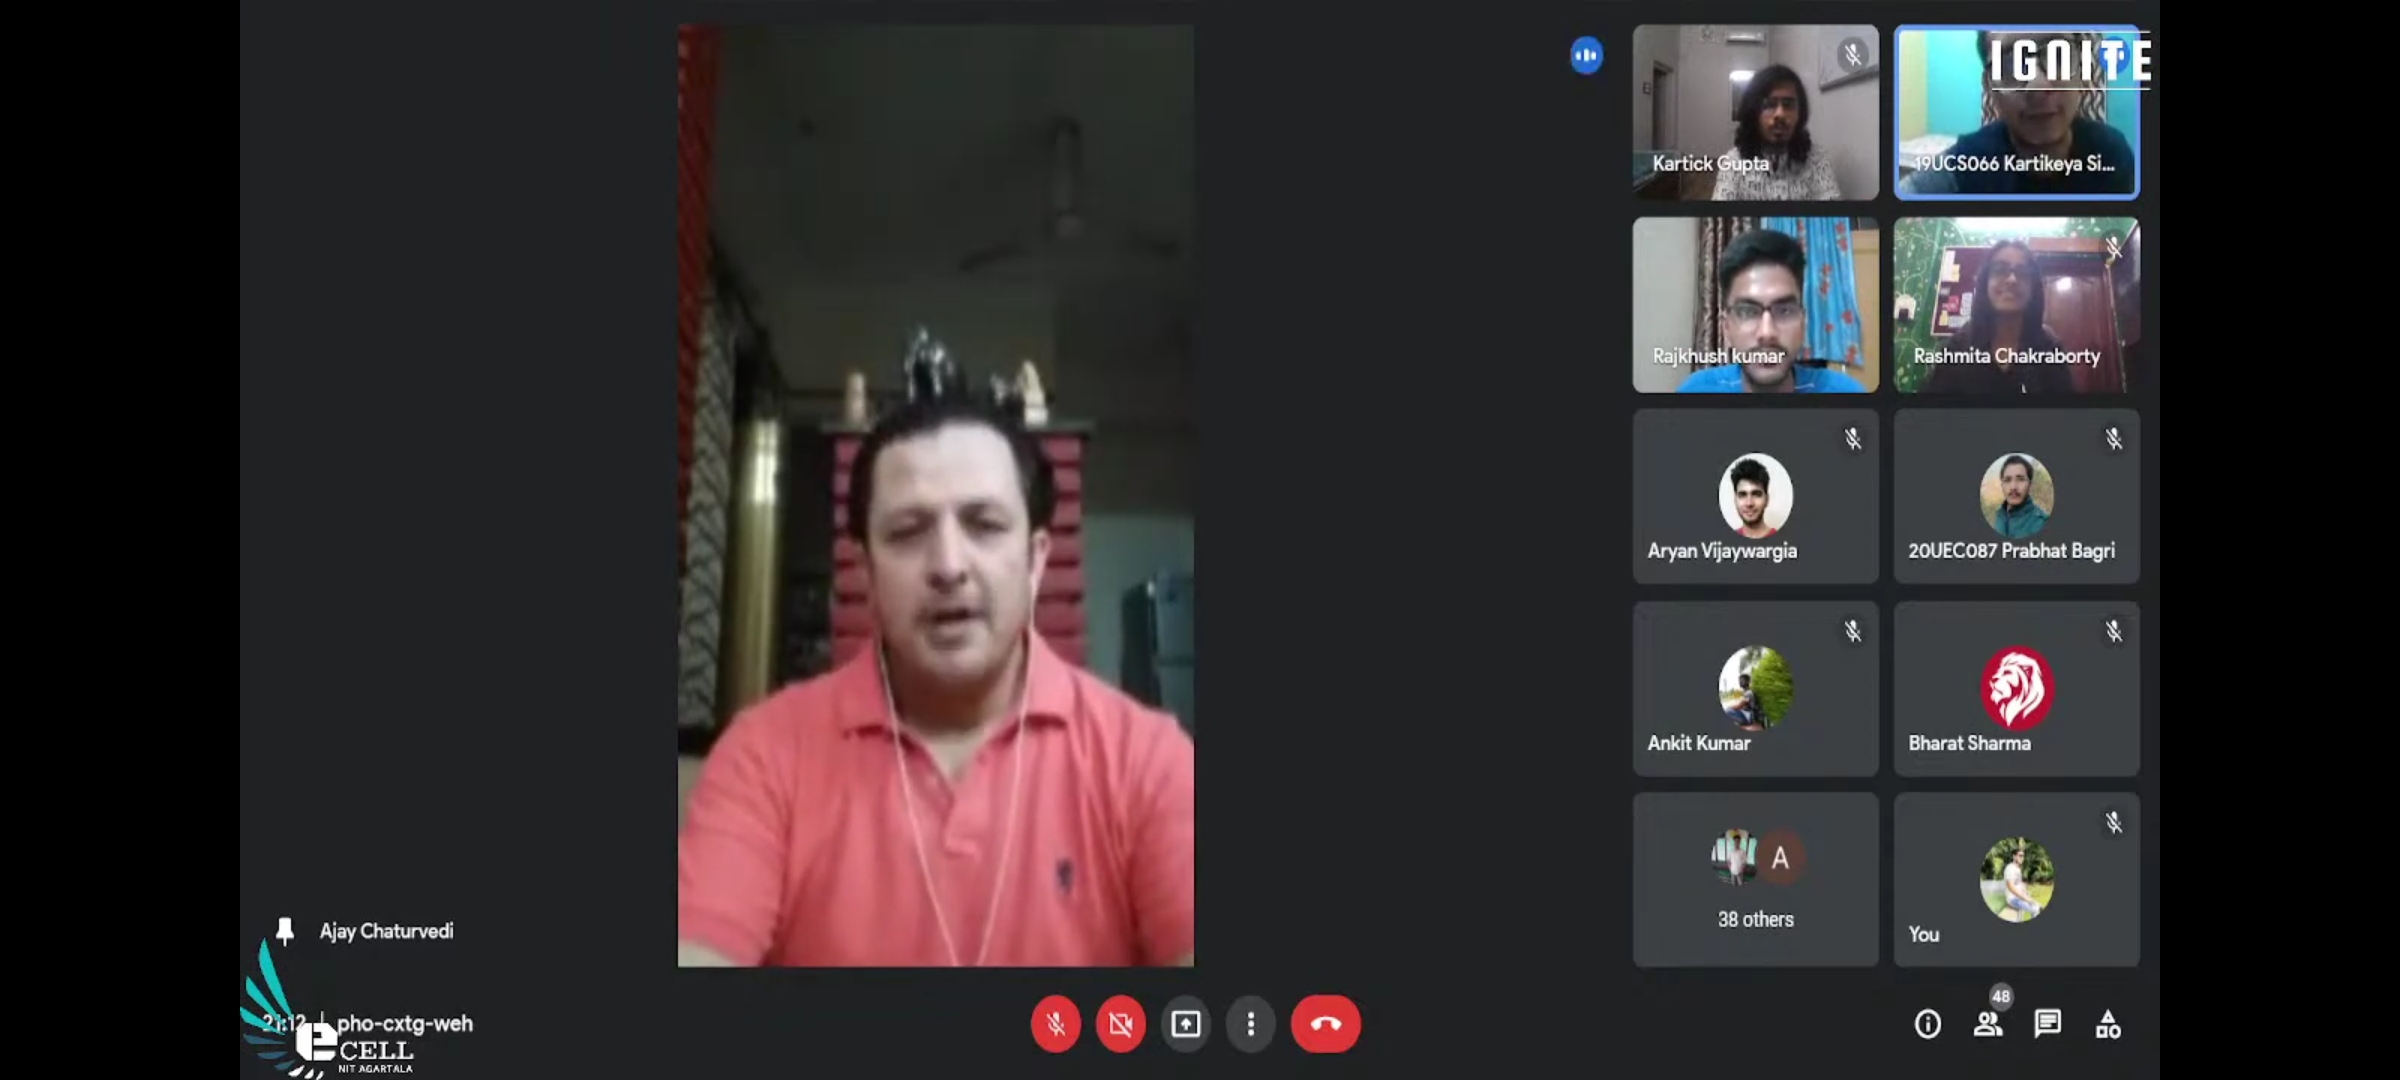 IGNITE
Kartick Gupta
19UCS066 Kartikeya Si...
Rajkhush kumar
Rashmita Chakraborty
Aryan Vijaywargia
20UEC087 Prabhat Bagri
Ankit Kumar
Bharat Sharma
A
38 others
You
Ajay Chaturvedi
21:12 | pho-cxtg-weh
48
e
CELL
NIT AGARTALA